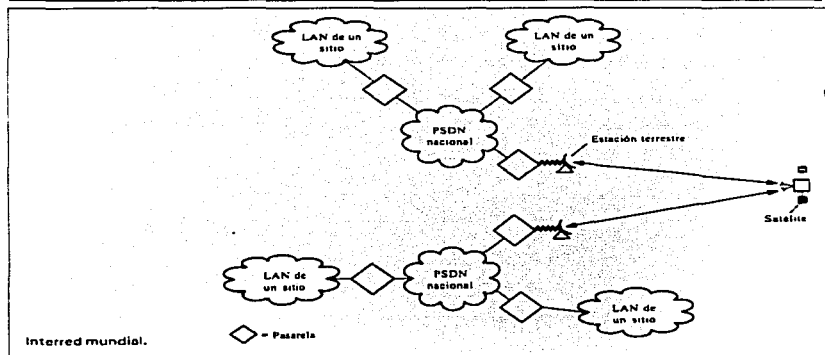 LAN de un
sitio
LAN de un
sitio
PSDN
nacional
Estación terrestre
Satélite
LAN de
un sitio
PSDN
nacional
LAN de
un sitio
Interred mundial.
= Pasarela